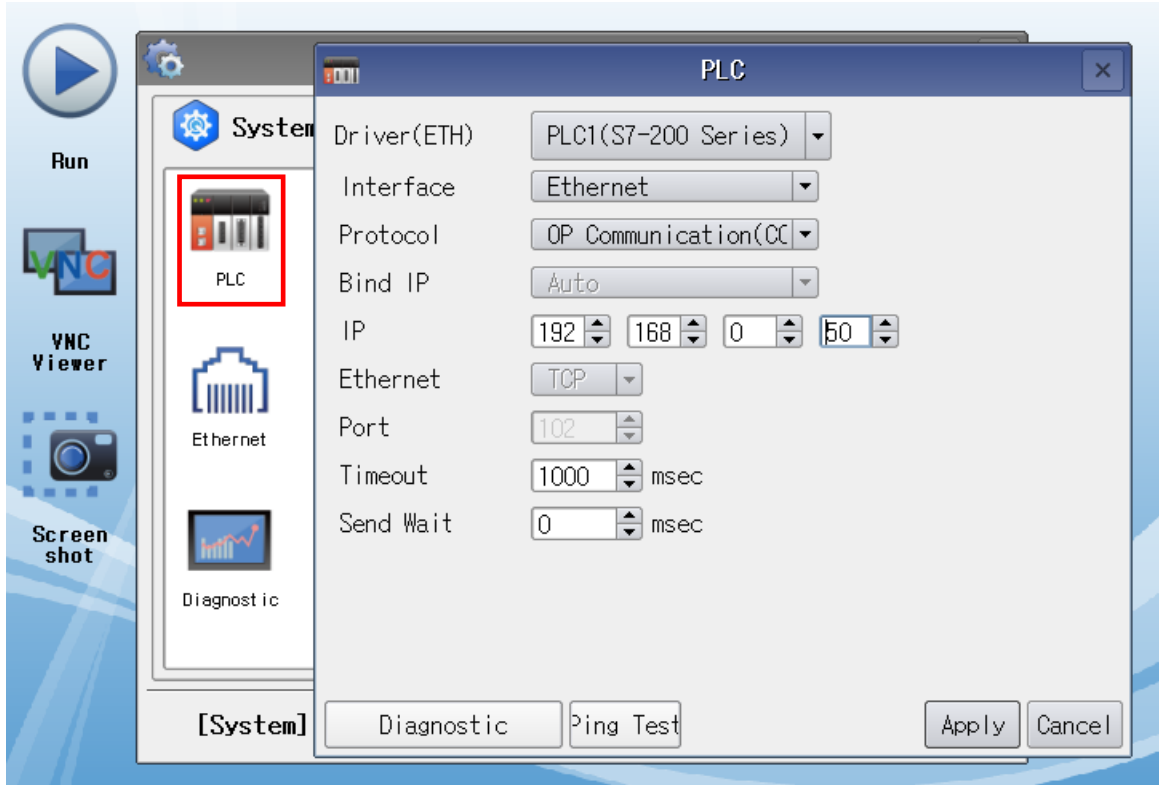 Run
VNC
VNC
Viewer
Screen
shot
System
PLC
Ethernet
Diagnostic
[System]
PLC
Driver(ETH) PLC1(S7-200 Series)
Interface Ethernet
Protocol OP Communication(CC
Bind IP Auto
IP 192 168 0 50
Ethernet TCP
Port 102
Timeout 1000 msec
Send Wait 0 msec
Diagnostic Ping Test Apply Cancel